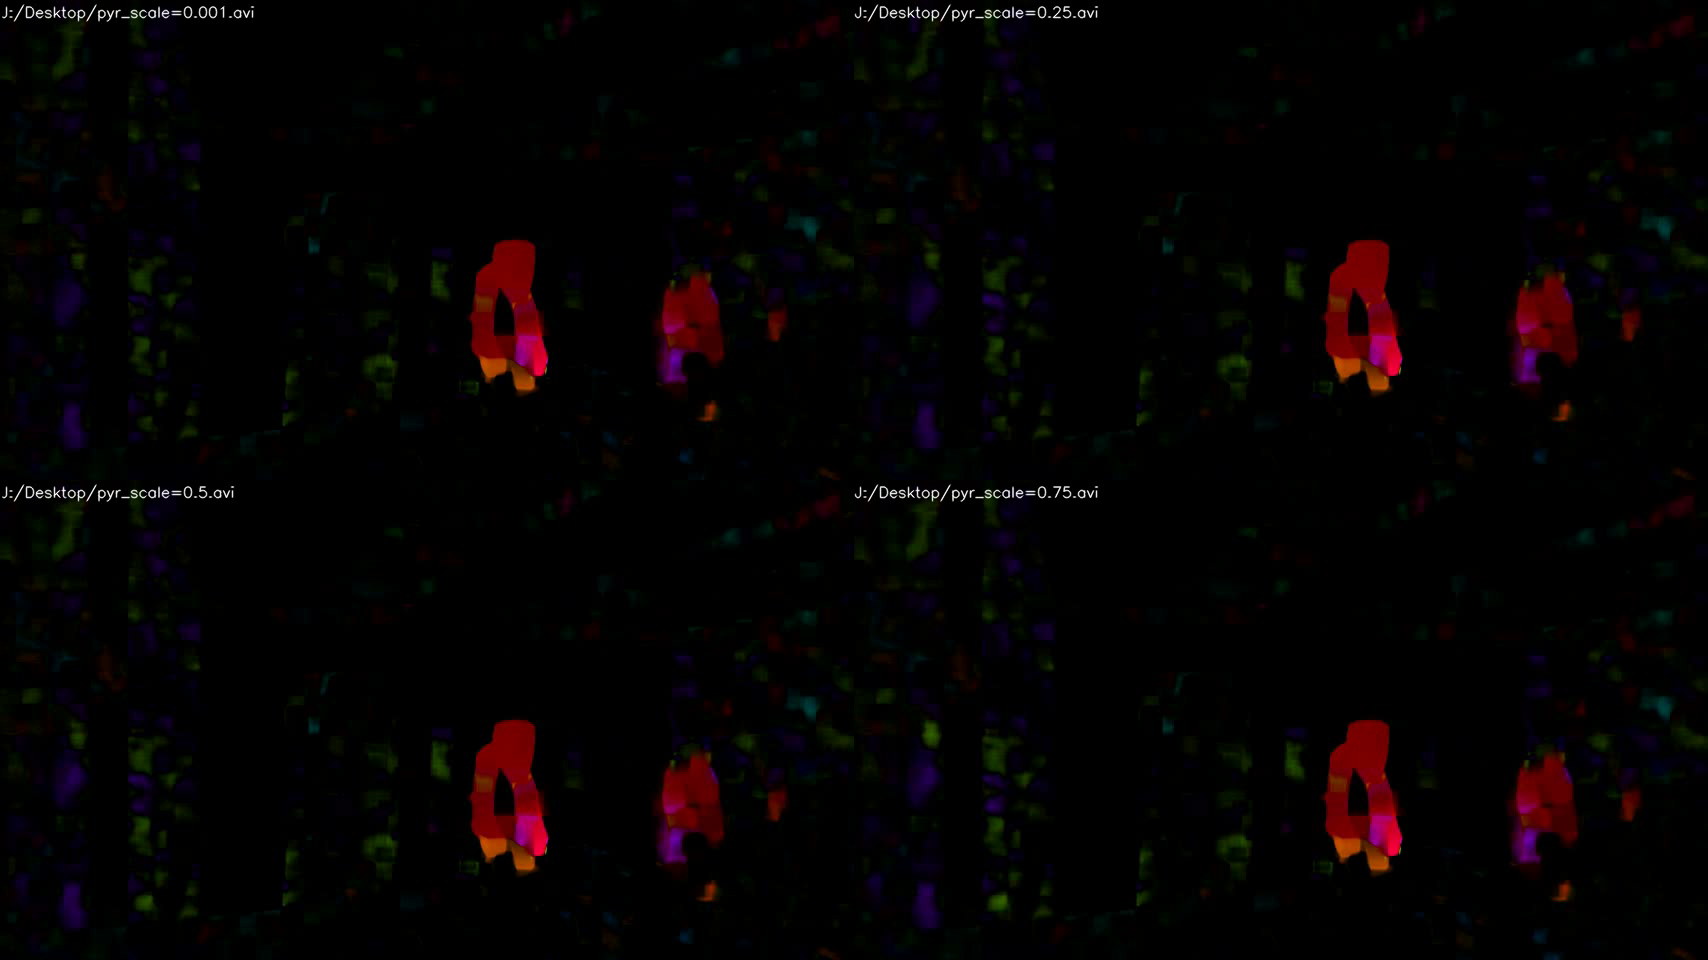 J:/Desktop/pyr_scale=0.001.avi
J:/Desktop/pyr_scale=0.25.avi
J:/Desktop/pyr_scale=0.5.avi
J:/Desktop/pyr_scale=0.75.avi